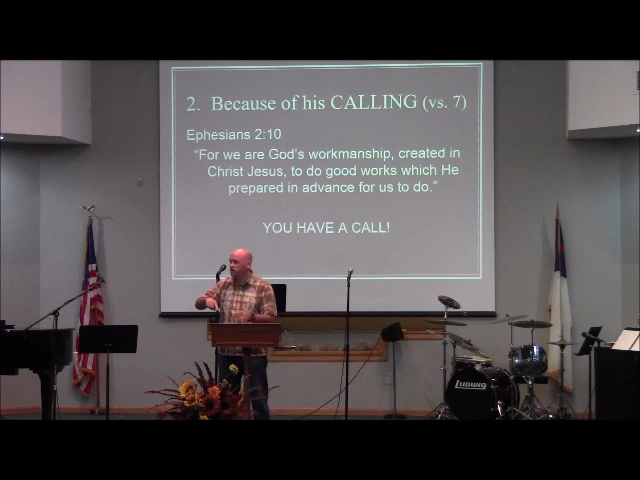 2. Because of his CALLING (vs. 7)
Ephesians 2:10
“For we are God’s workmanship, created in
Christ Jesus, to do good works which He
prepared in advance for us to do.”
YOU HAVE A CALL!
Ludwig